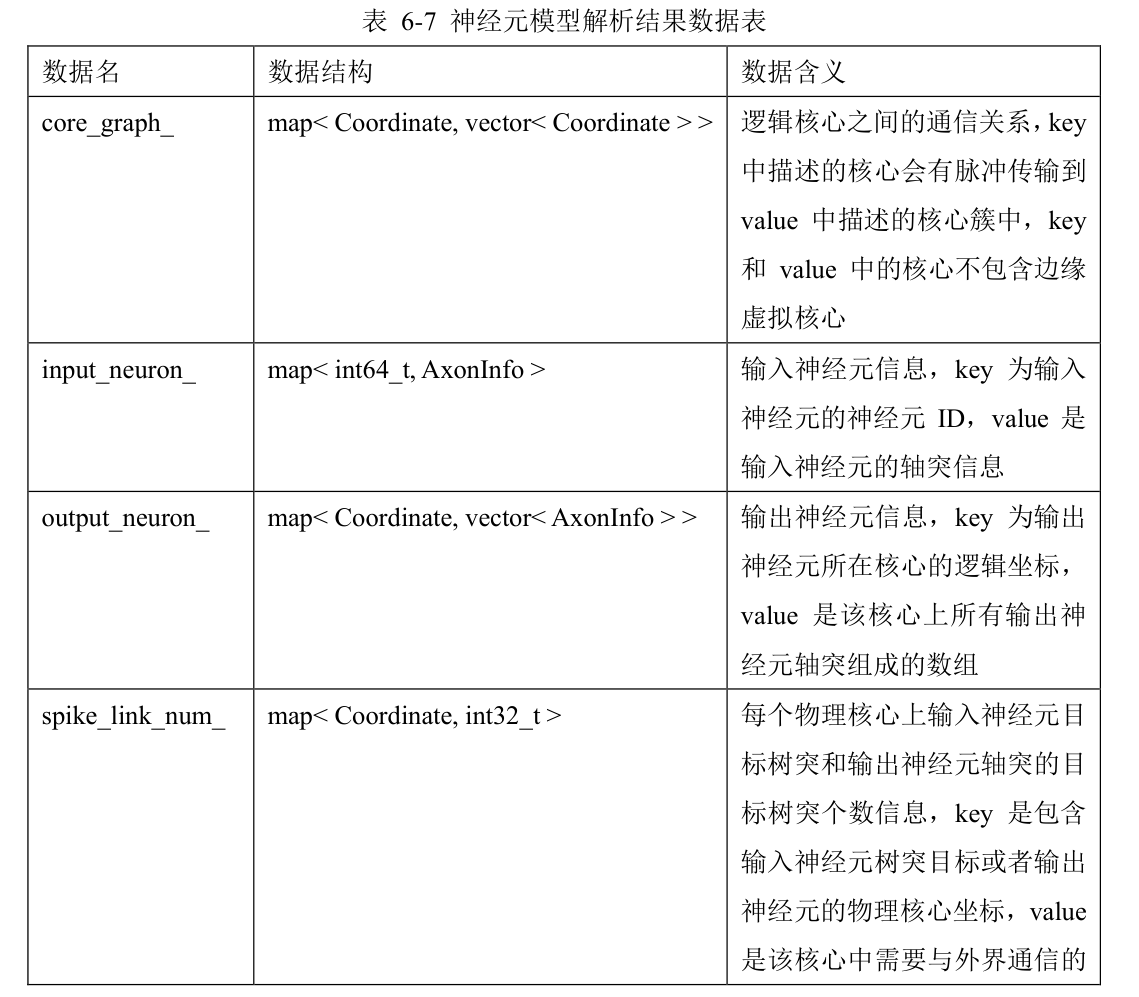 表 6-7 神经元模型解析结果数据表
数据名 数据结构 数据含义
core_graph_ map< Coordinate, vector< Coordinate > > 逻辑核心之间的通信关系，key
中描述的核心会有脉冲传输到
value 中描述的核心簇中，key
和 value 中的核心不包含边缘
虚拟核心
input_neuron_ map< int64_t, AxonInfo > 输入神经元信息，key 为输入
神经元的神经元 ID，value 是
输入神经元的轴突信息
output_neuron_ map< Coordinate, vector< AxonInfo > > 输出神经元信息，key 为输出
神经元所在核心的逻辑坐标，
value 是该核心上所有输出神
经元轴突组成的数组
spike_link_num_ map< Coordinate, int32_t > 每个物理核心上输入神经元目
标树突和输出神经元轴突的目
标树突个数信息，key 是包含
输入神经元树突目标或者输出
神经元的物理核心坐标，value
是该核心中需要与外界通信的